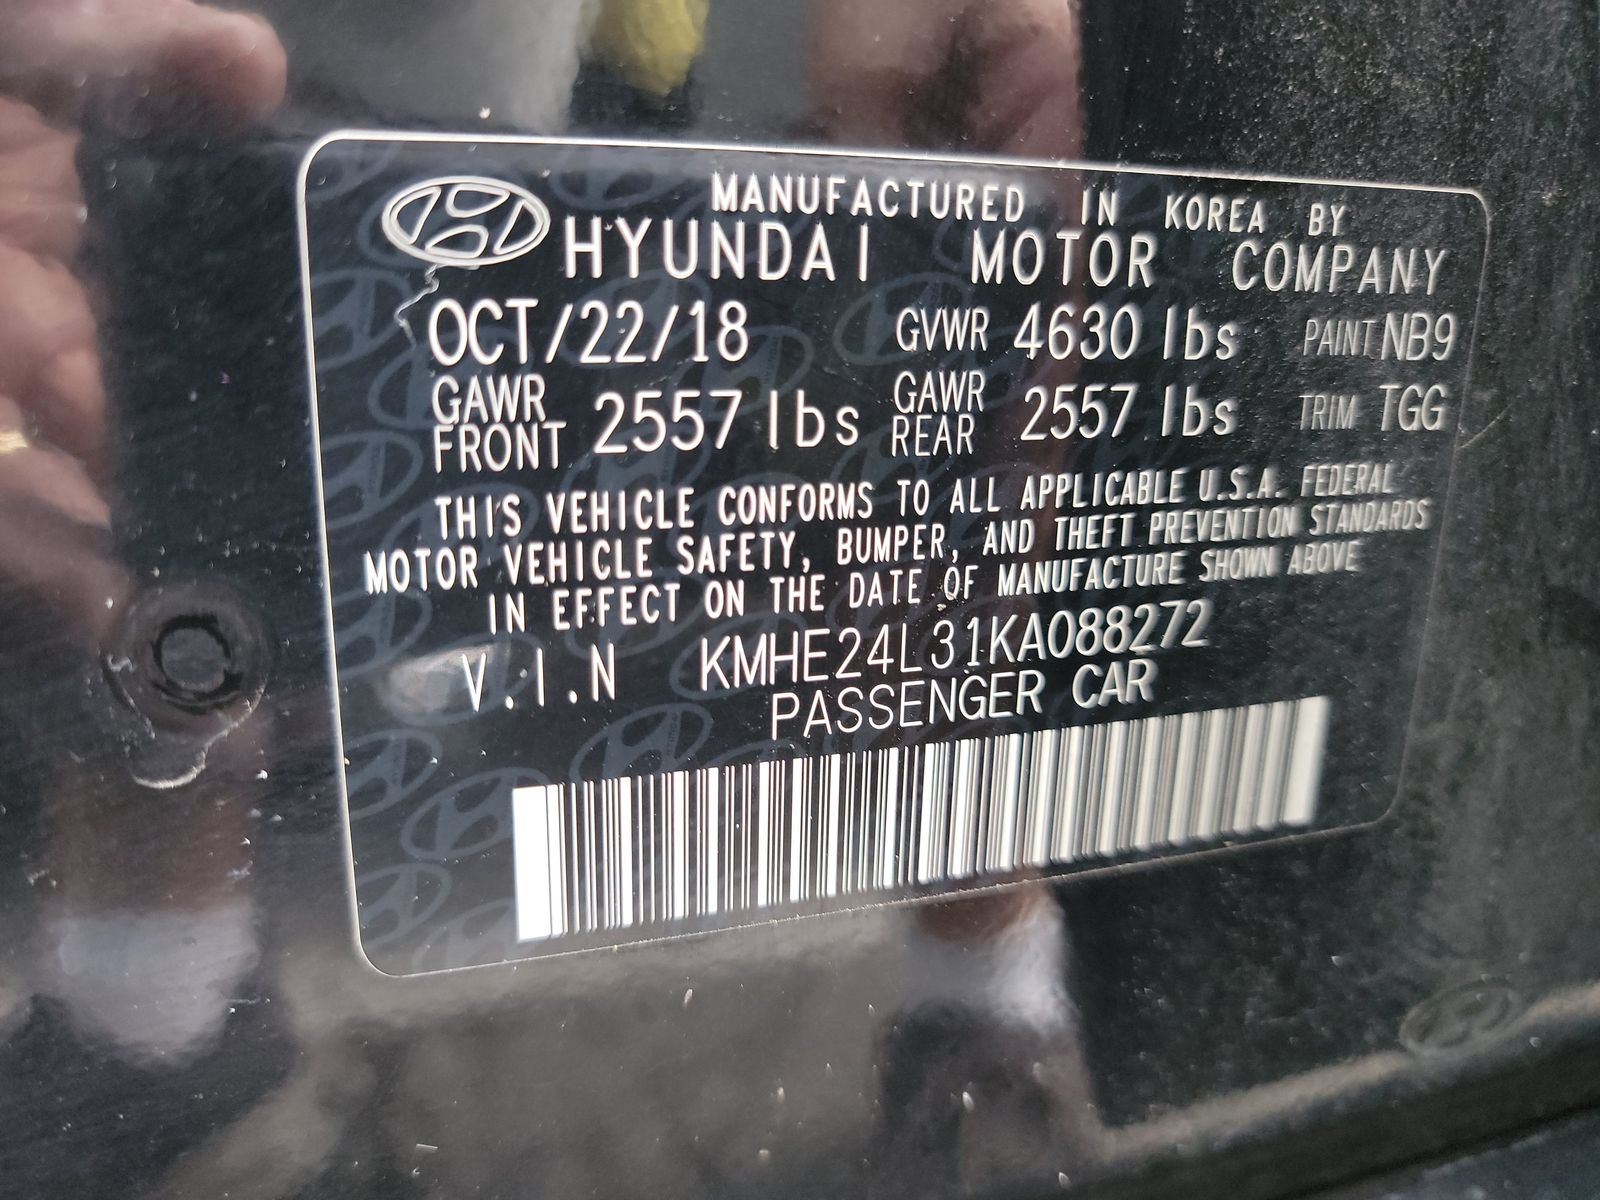 MANUFACTURED IN KOREA BY
HYUNDAI MOTOR COMPANY
OCT/22/18 GVWR 4630 lbs PAINT NB9
GAWR FRONT 2557 lbs GAWR REAR 2557 lbs TRIM TGG
THIS VEHICLE CONFORMS TO ALL APPLICABLE U.S.A. FEDERAL
MOTOR VEHICLE SAFETY, BUMPER, AND THEFT PREVENTION STANDARDS
IN EFFECT ON THE DATE OF MANUFACTURE SHOWN ABOVE
V.I.N KMHE24L31KA088272
PASSENGER CAR